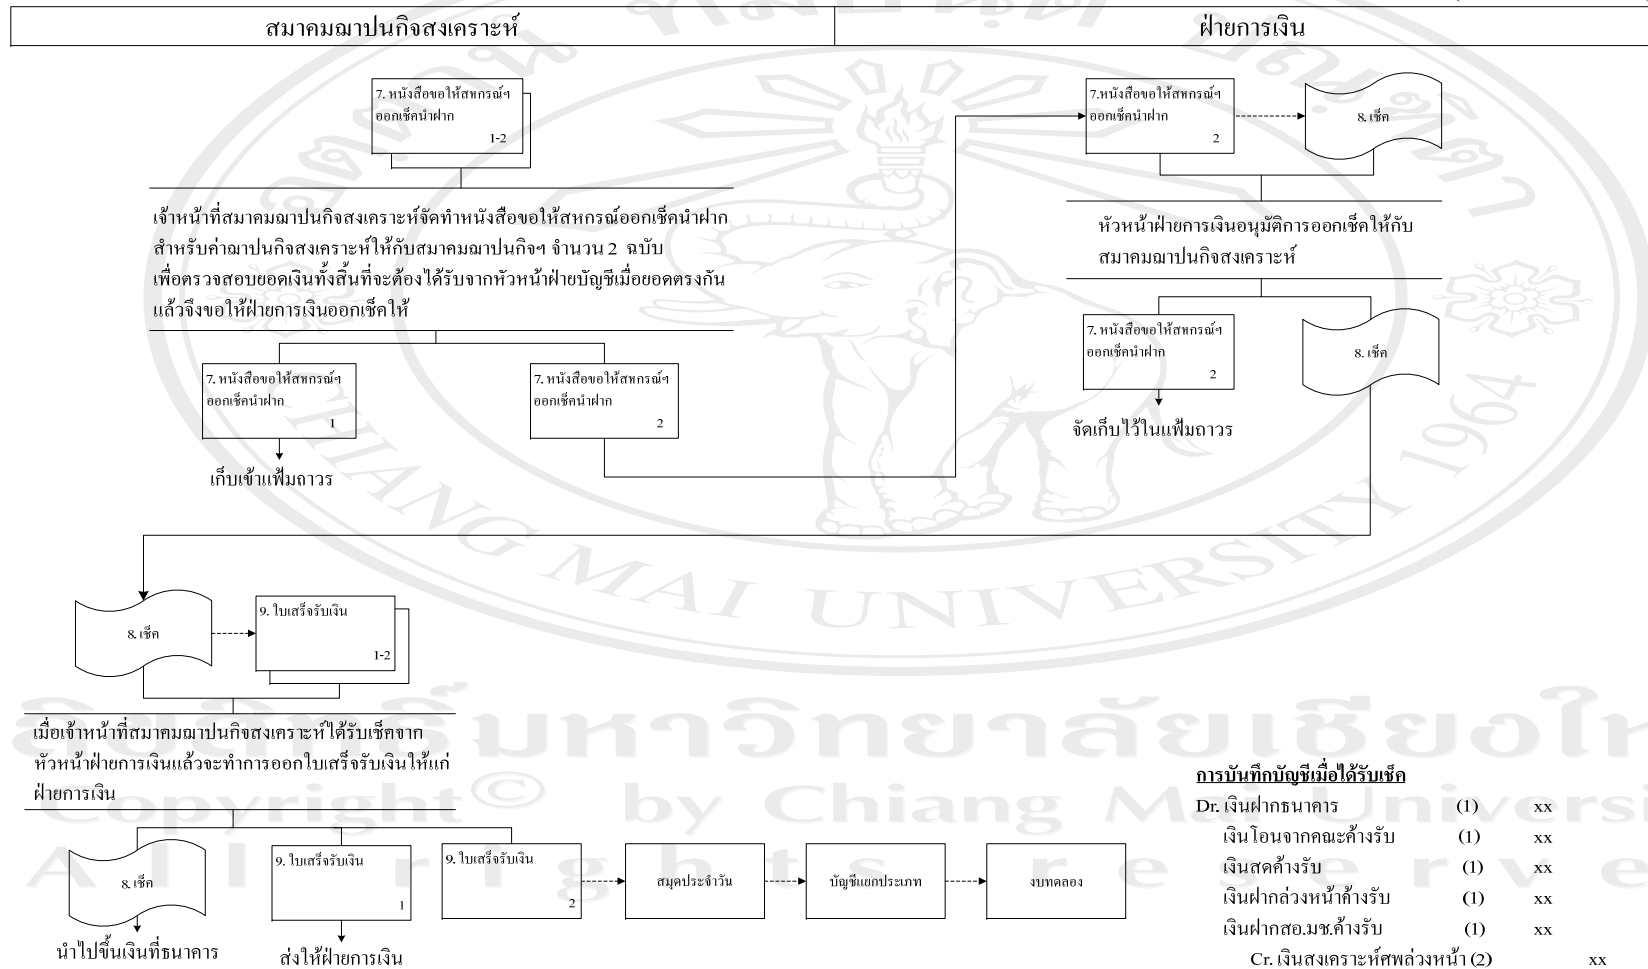 สมาคมฌาปนกิจสงเคราะห์
ฝ่ายการเงิน
7. หนังสือขอให้สหกรณ์ฯ
ออกเช็คนำฝาก
1-2
7.หนังสือขอให้สหกรณ์ฯ
ออกเช็คนำฝาก
2
8. เช็ค
เจ้าหน้าที่สมาคมฌาปนกิจสงเคราะห์จัดทำหนังสือขอให้สหกรณ์ออกเช็คนำฝาก
สำหรับค่าฌาปนกิจสงเคราะห์ให้กับสมาคมฌาปนกิจฯ จำนวน 2 ฉบับ
เพื่อตรวจสอบยอดเงินทั้งสิ้นที่จะต้องได้รับจากหัวหน้าฝ่ายบัญชีเมื่อยอดตรงกัน
แล้วจึงขอให้ฝ่ายการเงินออกเช็คให้
หัวหน้าฝ่ายการเงินอนุมัติการออกเช็คให้กับ
สมาคมฌาปนกิจสงเคราะห์
7. หนังสือขอให้สหกรณ์ฯ
ออกเช็คนำฝาก
1
7. หนังสือขอให้สหกรณ์ฯ
ออกเช็คนำฝาก
2
7. หนังสือขอให้สหกรณ์ฯ
ออกเช็คนำฝาก
2
8. เช็ค
เก็บเข้าแฟ้มถาวร
จัดเก็บไว้ในแฟ้มถาวร
CHIANG MAI UNIVERSITY 1964
8. เช็ค
9. ใบเสร็จรับเงิน
1-2
เมื่อเจ้าหน้าที่สมาคมฌาปนกิจสงเคราะห์ได้รับเช็คจาก
หัวหน้าฝ่ายการเงินแล้วจะทำการออกใบเสร็จรับเงินให้แก่
ฝ่ายการเงิน
8. เช็ค
นำไปขึ้นเงินที่ธนาคาร
9. ใบเสร็จรับเงิน
1
ส่งให้ฝ่ายการเงิน
9. ใบเสร็จรับเงิน
2
สมุดประจำวัน
บัญชีแยกประเภท
งบทดลอง
การบันทึกบัญชีเมื่อได้รับเช็ค
Dr. เงินฝากธนาคาร (1) xx
เงินโอนจากคณะค้างรับ (1) xx
เงินสดค้างรับ (1) xx
เงินฝากล่วงหน้าค้างรับ (1) xx
เงินฝากสอ.มช.ค้างรับ (1) xx
Cr. เงินสงเคราะห์ศพล่วงหน้า (2) xx
ลิขสิทธิ์มหาวิทยาลัยเชียงให
Copyright© by Chiang Mai Universi
All rights reserve